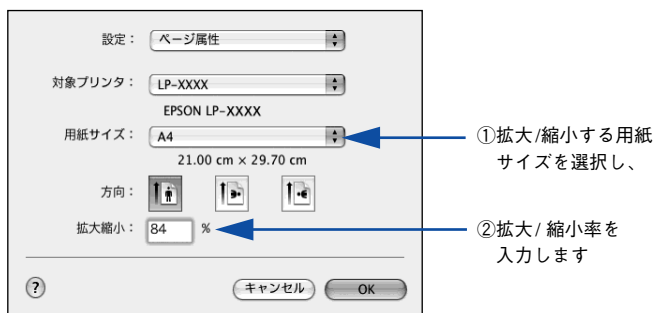 設定： ページ属性
対象プリンタ： LP-XXXX
EPSON LP-XXXX
用紙サイズ： A4
21.00 cm × 29.70 cm
方向：
拡大縮小： 84 %
? キャンセル OK
①拡大/縮小する用紙
サイズを選択し、
②拡大/ 縮小率を
入力します